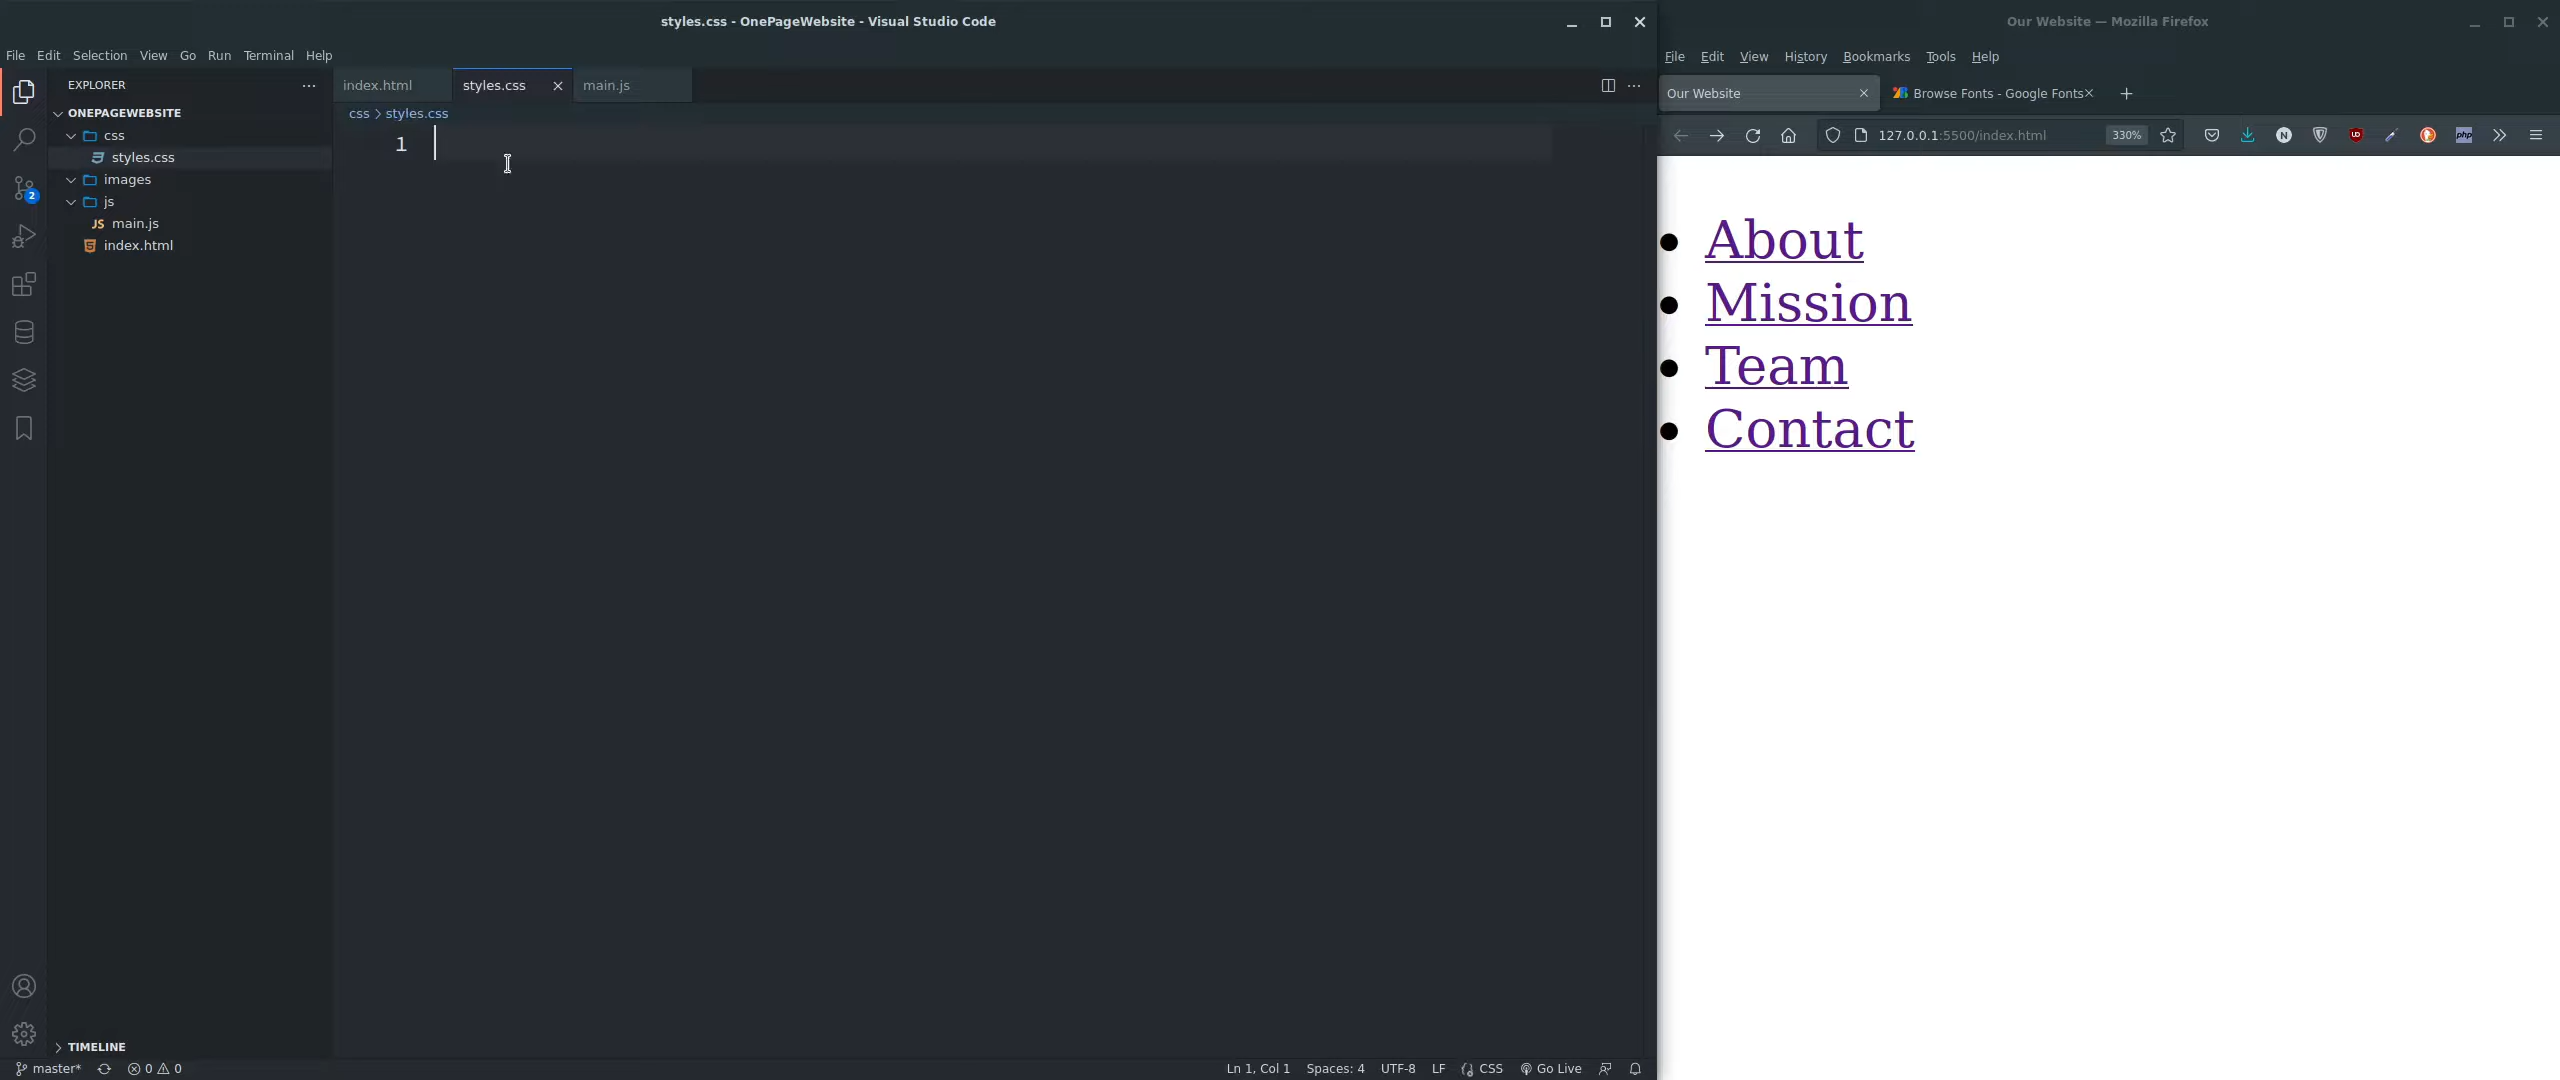 styles.css - OnePageWebsite - Visual Studio Code
File Edit Selection View Go Run Terminal Help
EXPLORER
ONEPAGEWEBSITE
css
styles.css
images
js
JS main.js
index.html
2
TIMELINE
index.html styles.css main.js
css > styles.css
1
master* 0 0 Ln 1, Col 1 Spaces: 4 UTF-8 LF CSS Go Live
Our Website — Mozilla Firefox
File Edit View History Bookmarks Tools Help
Our Website Browse Fonts - Google Fonts
127.0.0.1:5500/index.html 330% N php
• About
• Mission
• Team
• Contact